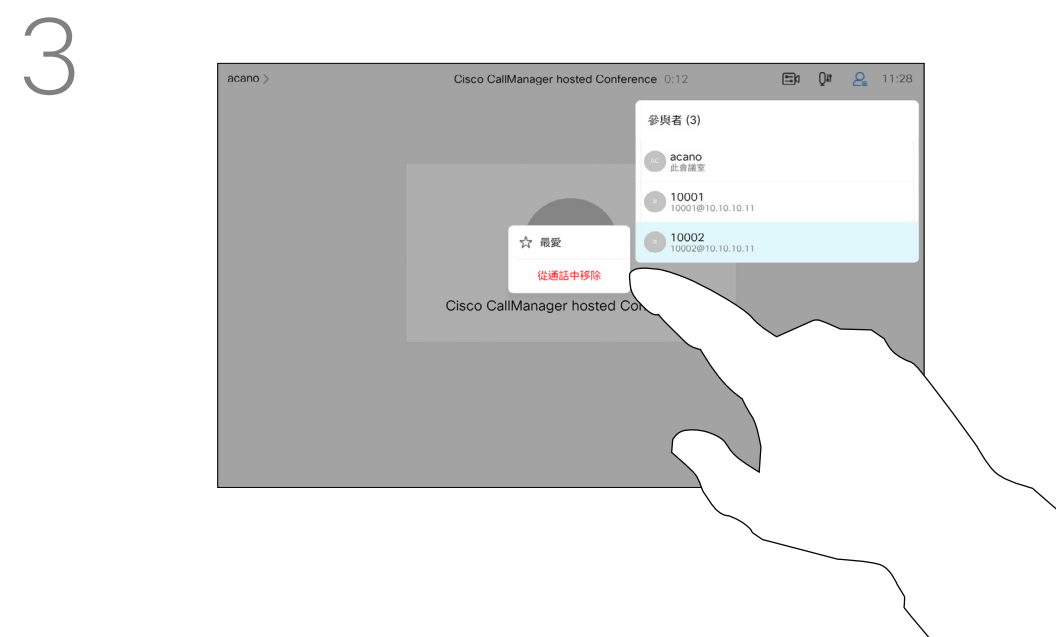 3
acano >
Cisco CallManager hosted Conference 0:12
11:28
參與者 (3)
AC
acano
此會議室
10001
10001@10.10.10.11
10002
10002@10.10.10.11
最愛
從通話中移除
Cisco CallManager hosted